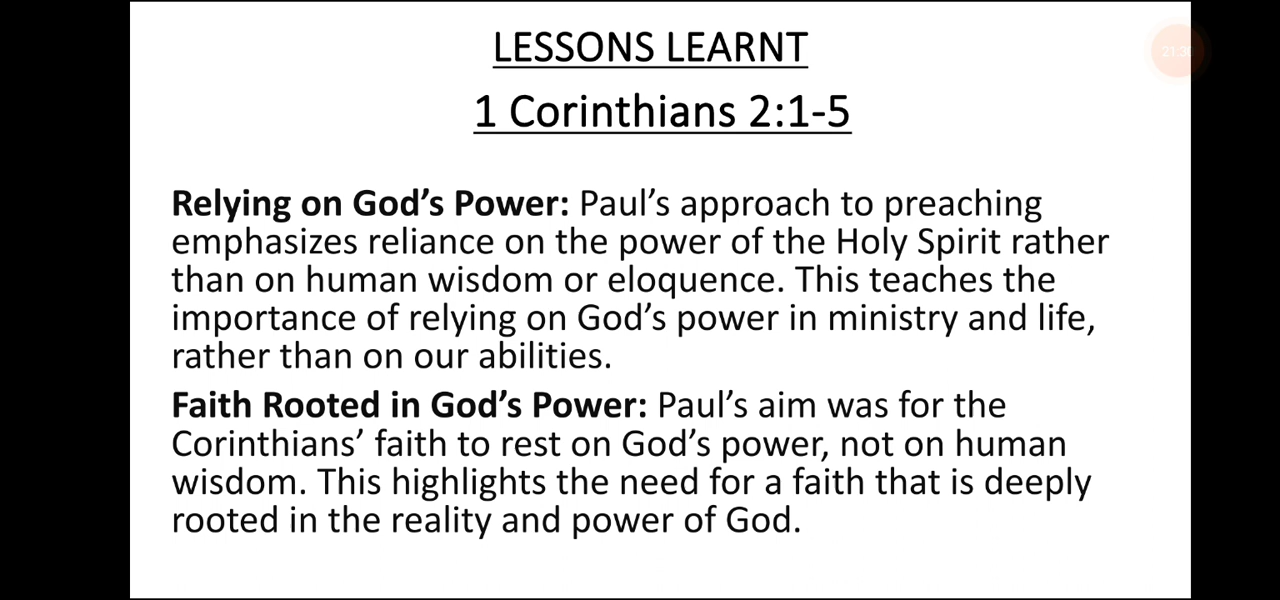 LESSONS LEARNT
1 Corinthians 2:1-5
Relying on God’s Power: Paul’s approach to preaching
emphasizes reliance on the power of the Holy Spirit rather
than on human wisdom or eloquence. This teaches the
importance of relying on God’s power in ministry and life,
rather than on our abilities.
Faith Rooted in God’s Power: Paul’s aim was for the
Corinthians’ faith to rest on God’s power, not on human
wisdom. This highlights the need for a faith that is deeply
rooted in the reality and power of God.